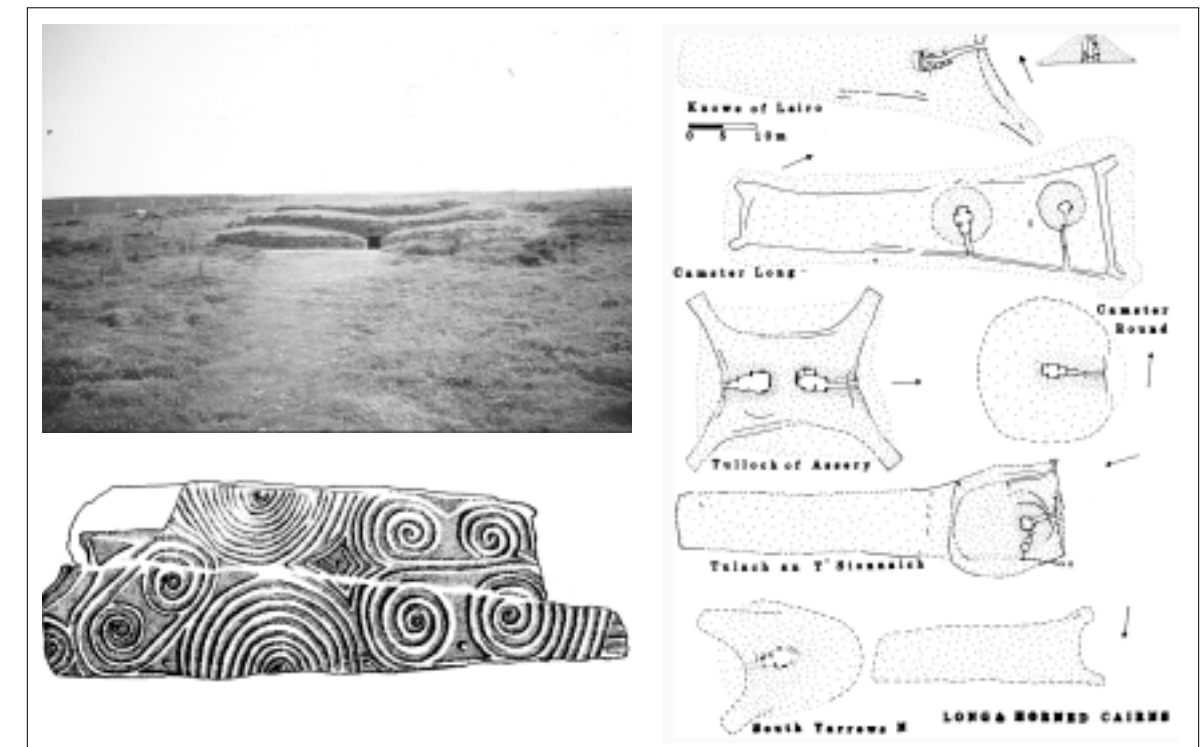 Knowe of Lairo
0 5 10m
Camster Long
Camster
Round
Tulloch of Assery
Tulach an T' Sionnaich
South Yarrows N
LONG & HORNED CAIRNS